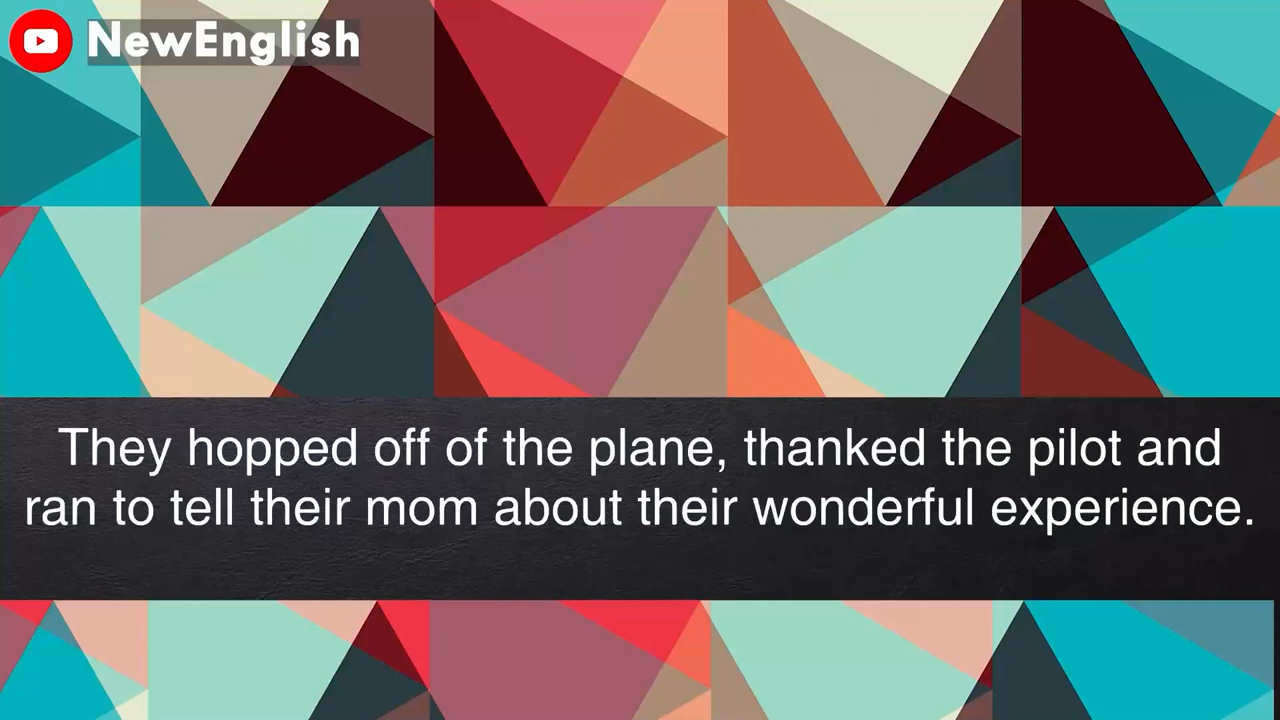 NewEnglish
They hopped off of the plane, thanked the pilot and
ran to tell their mom about their wonderful experience.